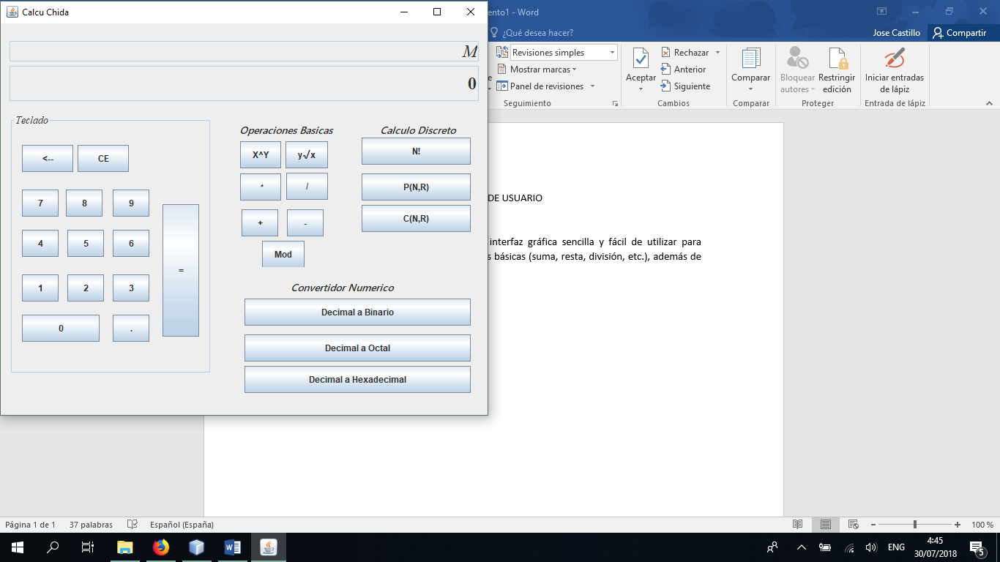 Calcu Chida
M
0
Teclado
<--
CE
7
8
9
4
5
6
1
2
3
0
.
=
Operaciones Basicas
X^Y
y√x
*
/
+
-
Mod
Calculo Discreto
N!
P(N,R)
C(N,R)
Convertidor Numerico
Decimal a Binario
Decimal a Octal
Decimal a Hexadecimal
ento1 - Word
¿Qué desea hacer?
Jose Castillo
Compartir
Revisiones simples
Mostrar marcas
Panel de revisiones
Seguimiento
Aceptar
Rechazar
Anterior
Siguiente
Cambios
Comparar
Comparar
Bloquear autores
Restringir edición
Proteger
Iniciar entradas de lápiz
Entrada de lápiz
DE USUARIO
interfaz gráfica sencilla y fácil de utilizar para
s básicas (suma, resta, división, etc.), además de
Página 1 de 1
37 palabras
Español (España)
100 %
ENG
4:45
30/07/2018
5